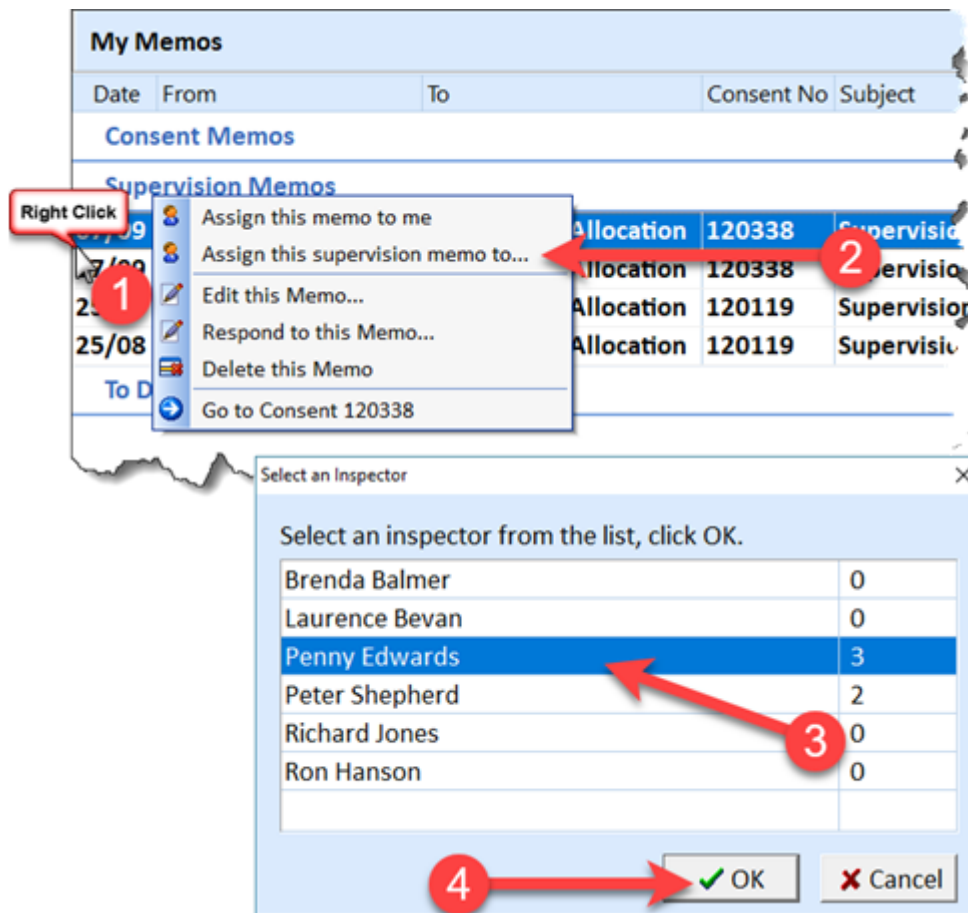 My Memos
Date From To Consent No Subject
Consent Memos
Supervision Memos
Right Click
Assign this memo to me
Allocation 120338
Assign this supervision memo to...
2
Allocation 120338
1
Edit this Memo...
Allocation 120119
Respond to this Memo...
25/08 Allocation 120119
Delete this Memo
To D
Go to Consent 120338
Select an Inspector
Select an inspector from the list, click OK.
Brenda Balmer 0
Laurence Bevan 0
Penny Edwards 3
Peter Shepherd 2
Richard Jones 0
3
Ron Hanson 0
4
OK Cancel